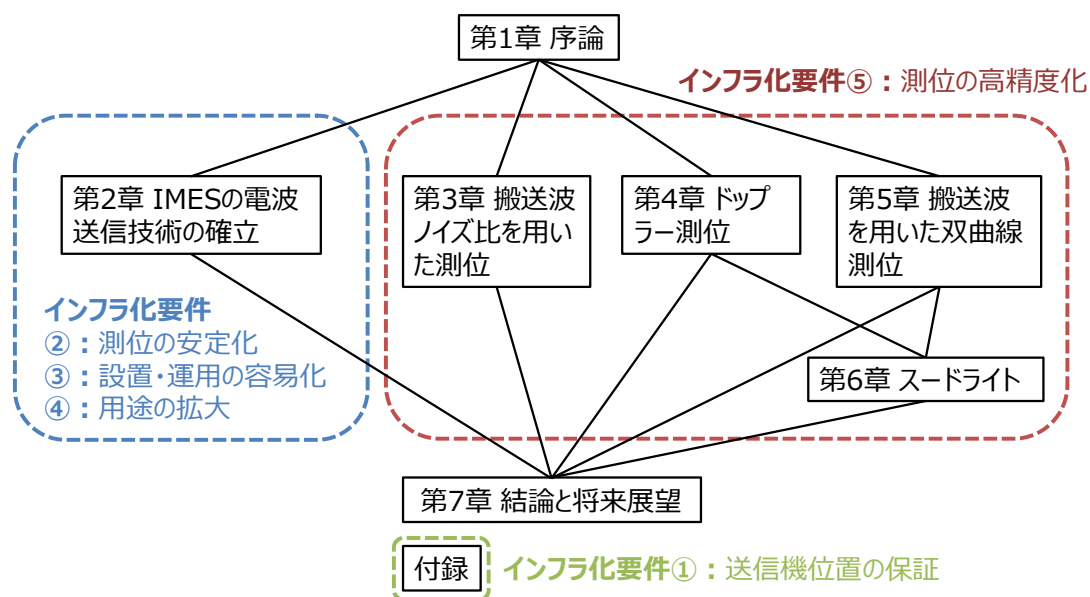 第1章 序論
インフラ化要件⑤：測位の高精度化
第2章 IMESの電波
送信技術の確立
第3章 搬送波
ノイズ比を用い
た測位
第4章 ドップ
ラー測位
第5章 搬送波
を用いた双曲線
測位
インフラ化要件
②：測位の安定化
③：設置・運用の容易化
④：用途の拡大
第6章 スードライト
第7章 結論と将来展望
付録
インフラ化要件①：送信機位置の保証